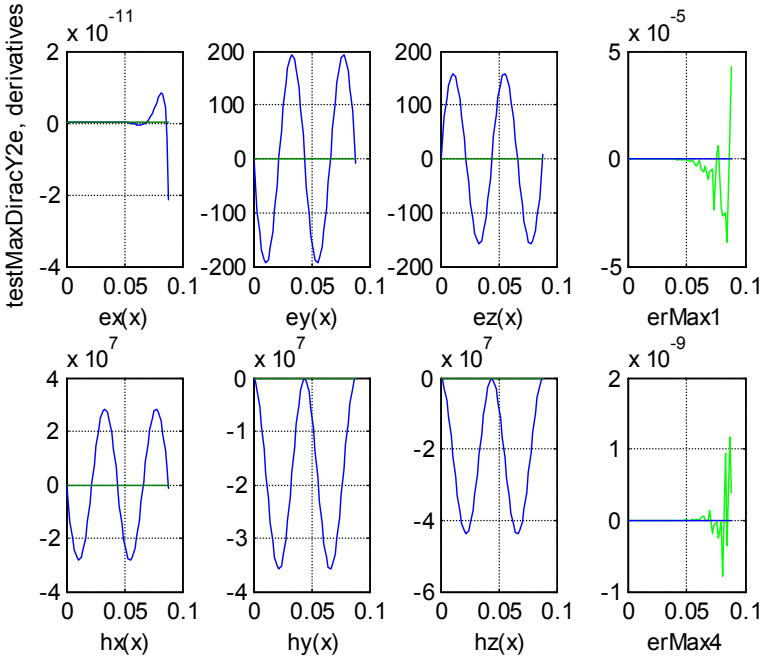 testMaxDiracY2e, derivatives
x 10^-11
2
0
-2
-4
0 0.05 0.1
ex(x)
200
100
0
-100
-200
0 0.05 0.1
ey(x)
200
100
0
-100
-200
0 0.05 0.1
ez(x)
x 10^-5
5
0
-5
0 0.05 0.1
erMax1
x 10^7
4
2
0
-2
-4
0 0.05 0.1
hx(x)
x 10^7
0
-1
-2
-3
-4
0 0.05 0.1
hy(x)
x 10^7
0
-2
-4
-6
0 0.05 0.1
hz(x)
x 10^-9
2
1
0
-1
0 0.05 0.1
erMax4